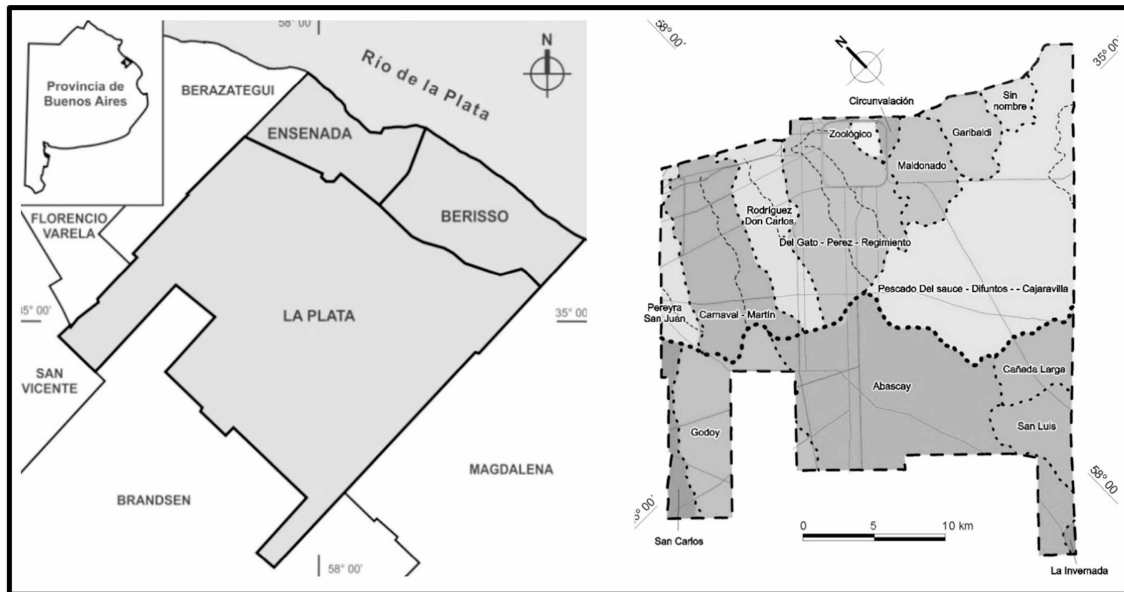 58° 00'
N
Provincia de
Buenos Aires
BERAZATEGUI
Río de la Plata
ENSENADA
BERISSO
FLORENCIO
VARELA
LA PLATA
35° 00'
SAN
VICENTE
MAGDALENA
BRANDSEN
58° 00'
58° 00'
N
35° 00'
Circunvalación
Sin
nombre
Zoológico
Garibaldi
Maldonado
Rodríguez
Don Carlos
Del Gato - Perez - Regimiento
Pescado Del sauce - Difuntos - - Cajaravilla
Pereyra
San Juán
Carnaval - Martín
Cañada Larga
Abascay
Godoy
San Luis
58° 00'
San Carlos
0 5 10 km
La Invernada